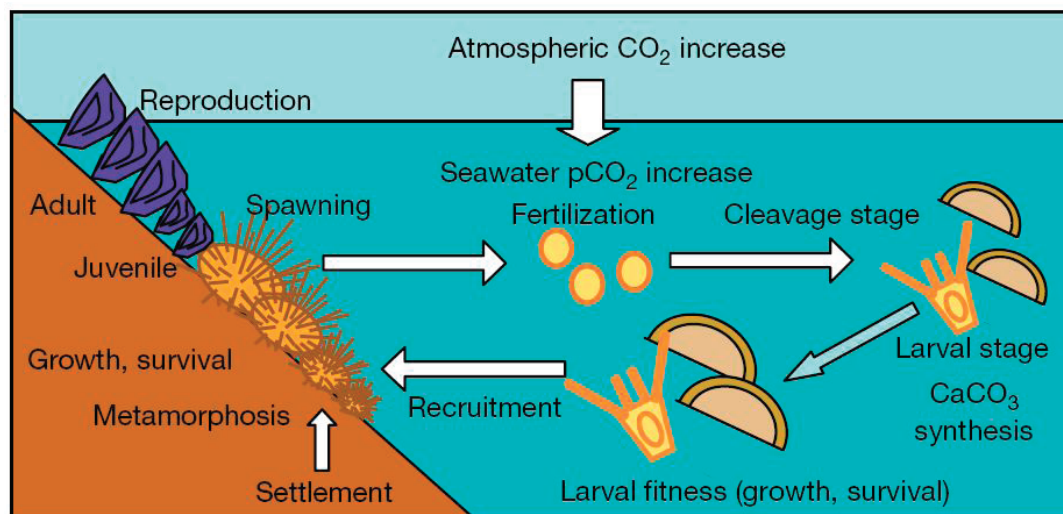 Atmospheric CO₂ increase
Reproduction
Seawater pCO₂ increase
Adult
Spawning
Fertilization
Cleavage stage
Juvenile
Larval stage
Growth, survival
CaCO₃
synthesis
Metamorphosis
Recruitment
Settlement
Larval fitness (growth, survival)